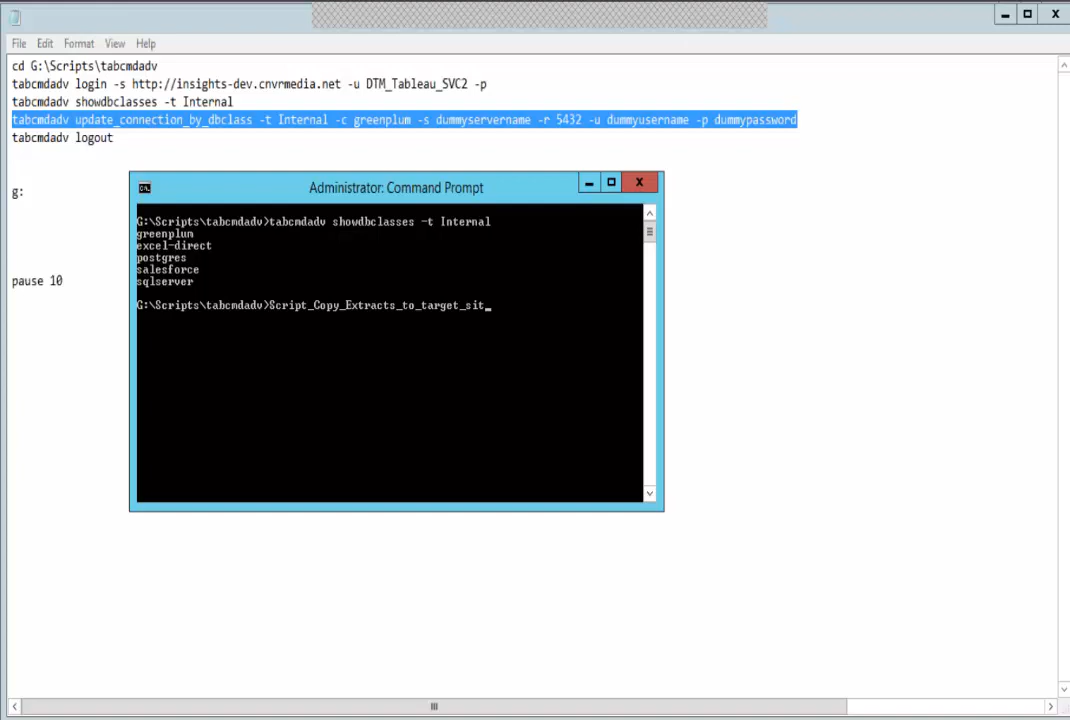 File Edit Format View Help
cd G:\Scripts\tabcmdadv
tabcmdadv login -s http://insights-dev.cnvrmedia.net -u DTM_Tableau_SVC2 -p
tabcmdadv showdbclasses -t Internal
tabcmdadv update_connection_by_dbclass -t Internal -c greenplum -s dummyservername -r 5432 -u dummyusername -p dummypassword
tabcmdadv logout
g:
pause 10
Administrator: Command Prompt
G:\Scripts\tabcmdadv>tabcmdadv showdbclasses -t Internal
greenplum
excel-direct
postgres
salesforce
sqlserver
G:\Scripts\tabcmdadv>Script_Copy_Extracts_to_target_sit_